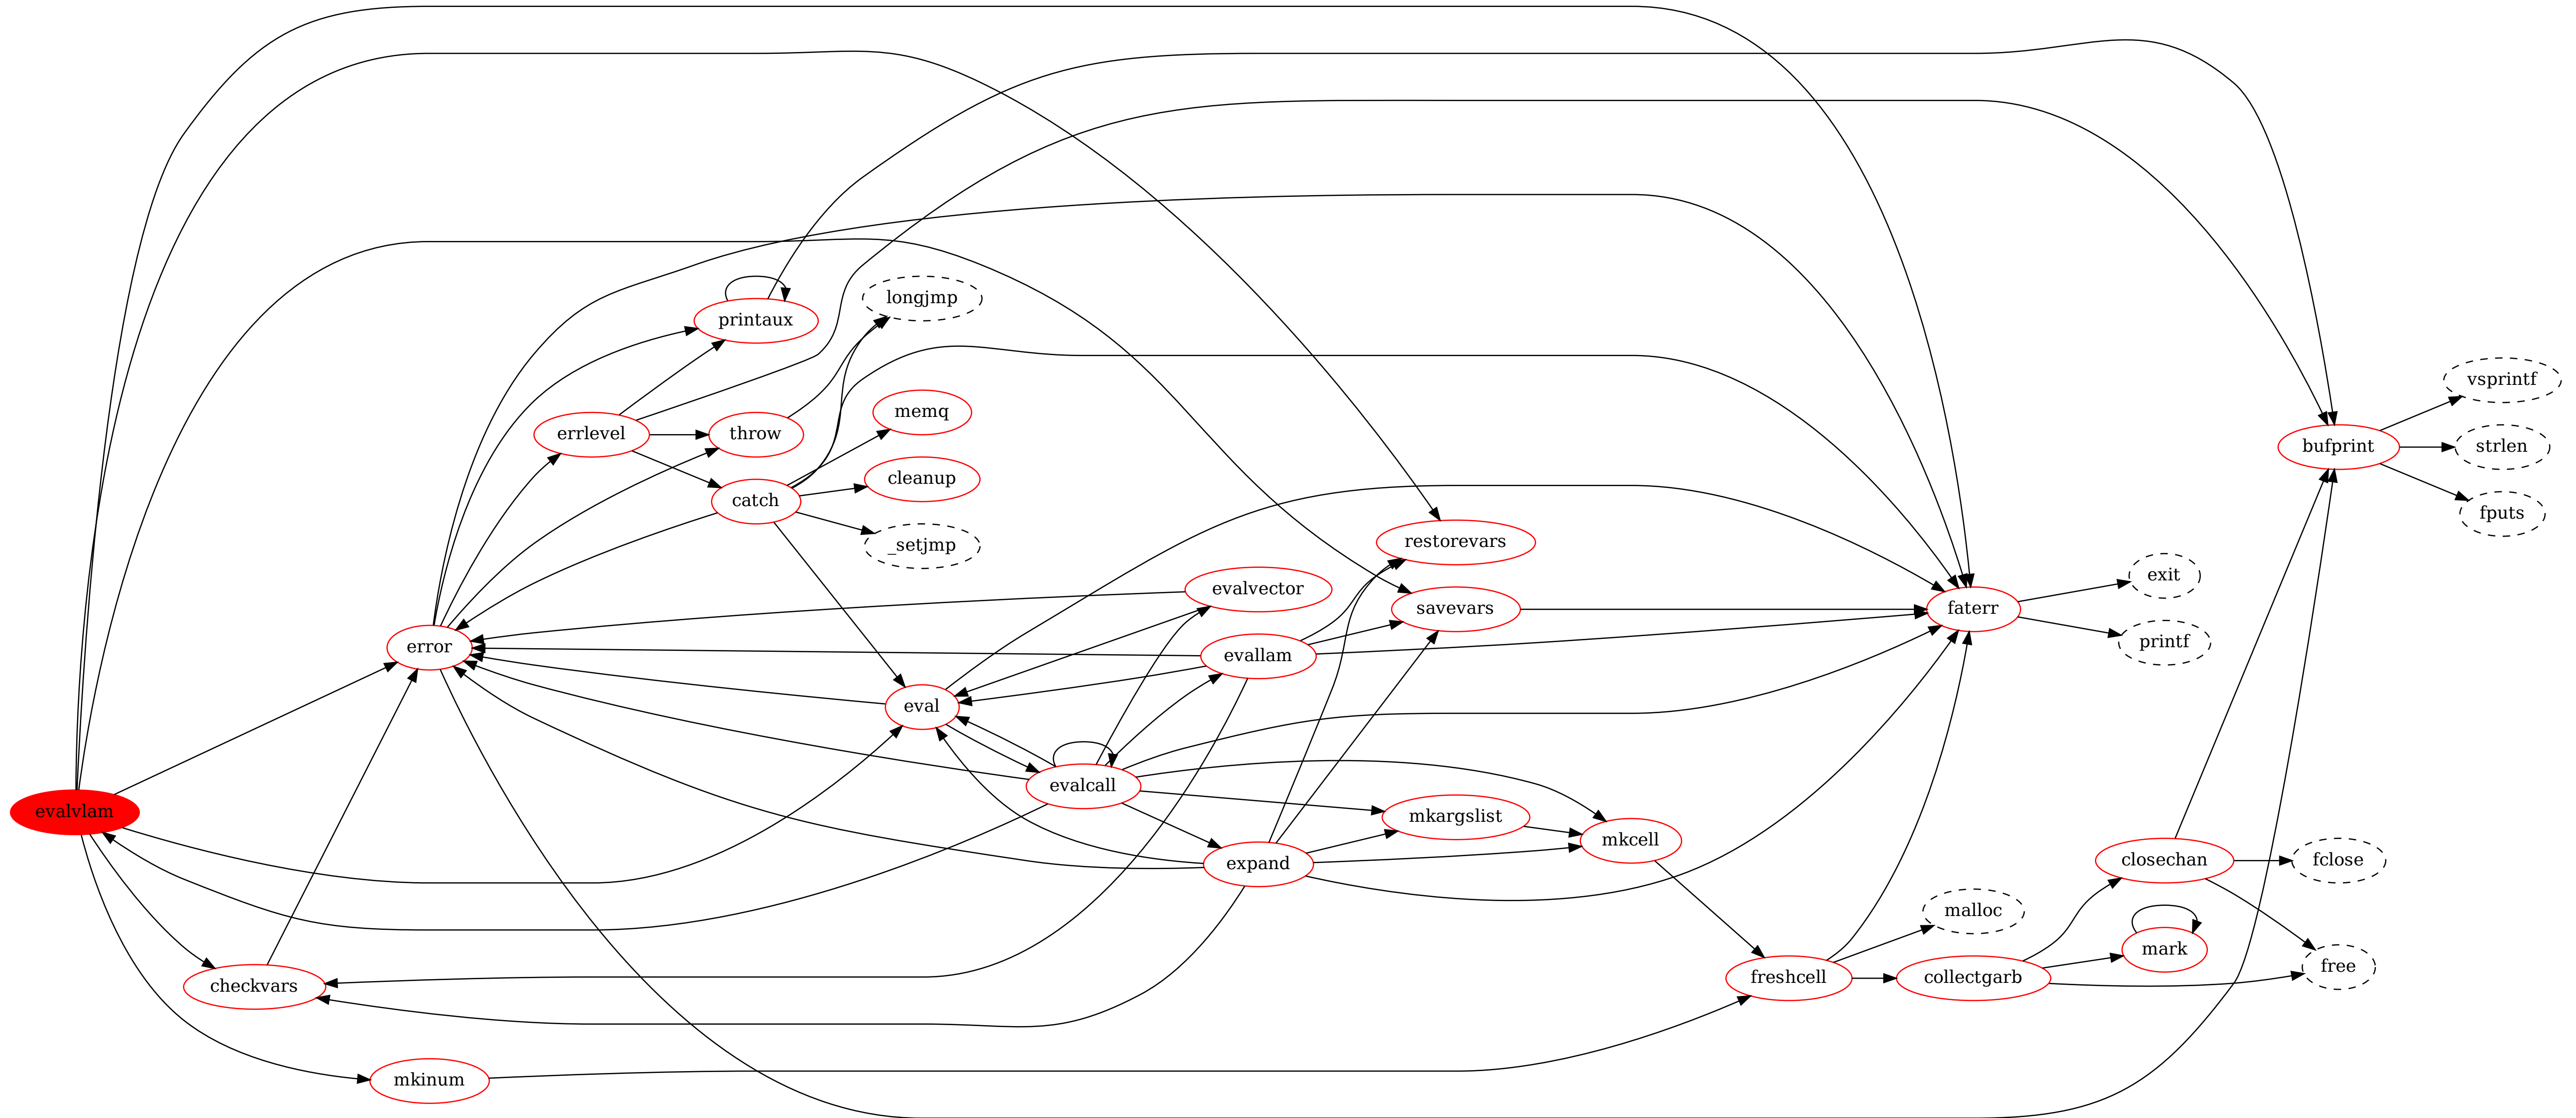 longjmp
printaux
vsprintf
memq
errlevel
throw
bufprint
strlen
cleanup
catch
fputs
_setjmp
restorevars
exit
evalvector
savevars
faterr
printf
error
evallam
eval
evalcall
evalvlam
mkargslist
mkcell
expand
closechan
fclose
malloc
mark
free
checkvars
freshcell
collectgarb
mkinum